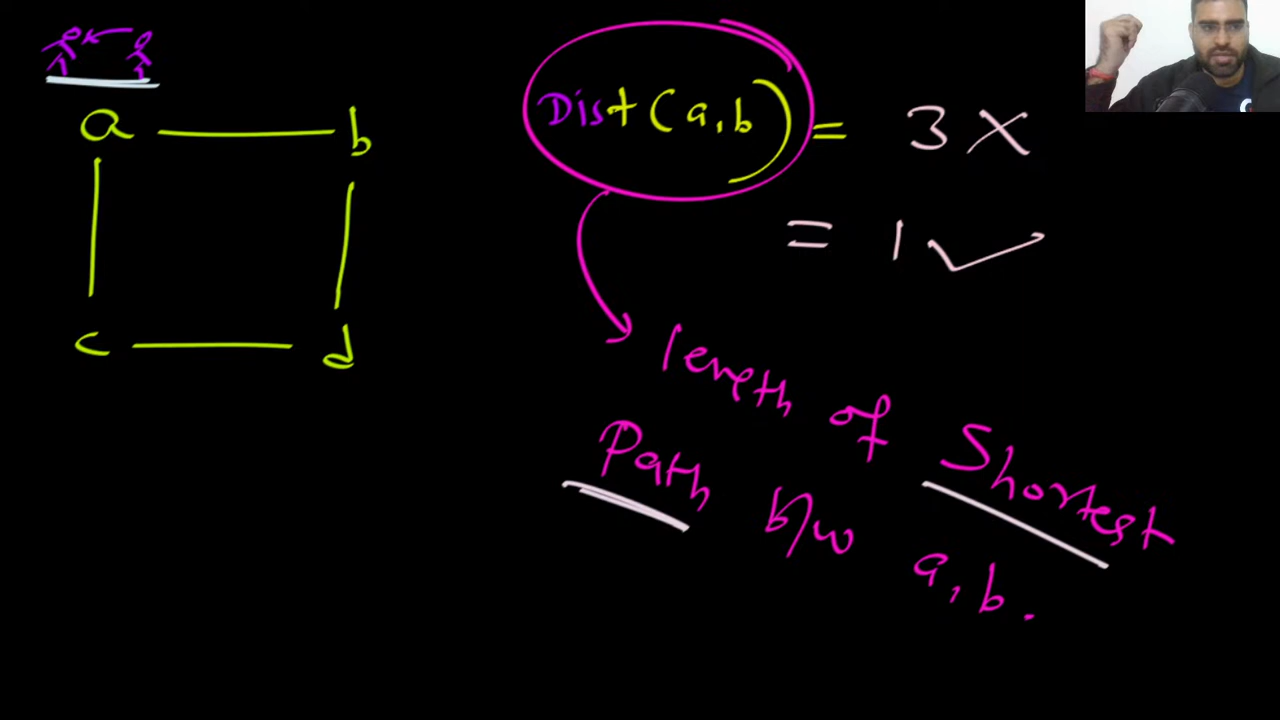 a b
c d
Dist (a, b) = 3 X
= 1 ✓
length of Shortest
Path b/w a, b.